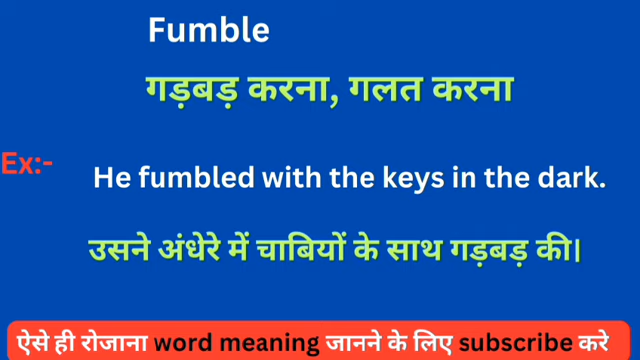 Fumble
गड़बड़ करना, गलत करना
Ex:-
He fumbled with the keys in the dark.
उसने अंधेरे में चाबियों के साथ गड़बड़ की।
ऐसे ही रोजाना word meaning जानने के लिए subscribe करे